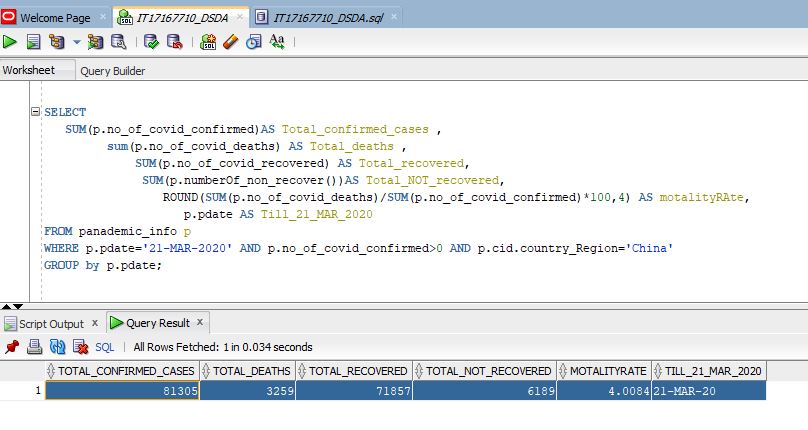 Welcome Page × IT17167710_DSDA × IT17167710_DSDA.sql ×
SQL Aa
Worksheet Query Builder
SELECT
SUM(p.no_of_covid_confirmed)AS Total_confirmed_cases ,
sum(p.no_of_covid_deaths) AS Total_deaths ,
SUM(p.no_of_covid_recovered) AS Total_recovered,
SUM(p.numberOf_non_recover())AS Total_NOT_recovered,
ROUND(SUM(p.no_of_covid_deaths)/SUM(p.no_of_covid_confirmed)*100,4) AS motalityRAte,
p.pdate AS Till_21_MAR_2020
FROM panademic_info p
WHERE p.pdate='21-MAR-2020' AND p.no_of_covid_confirmed>0 AND p.cid.country_Region='China'
GROUP by p.pdate;
Script Output x Query Result x
SQL All Rows Fetched: 1 in 0.034 seconds
TOTAL_CONFIRMED_CASES TOTAL_DEATHS TOTAL_RECOVERED TOTAL_NOT_RECOVERED MOTALITYRATE TILL_21_MAR_2020
1 81305 3259 71857 6189 4.0084 21-MAR-20